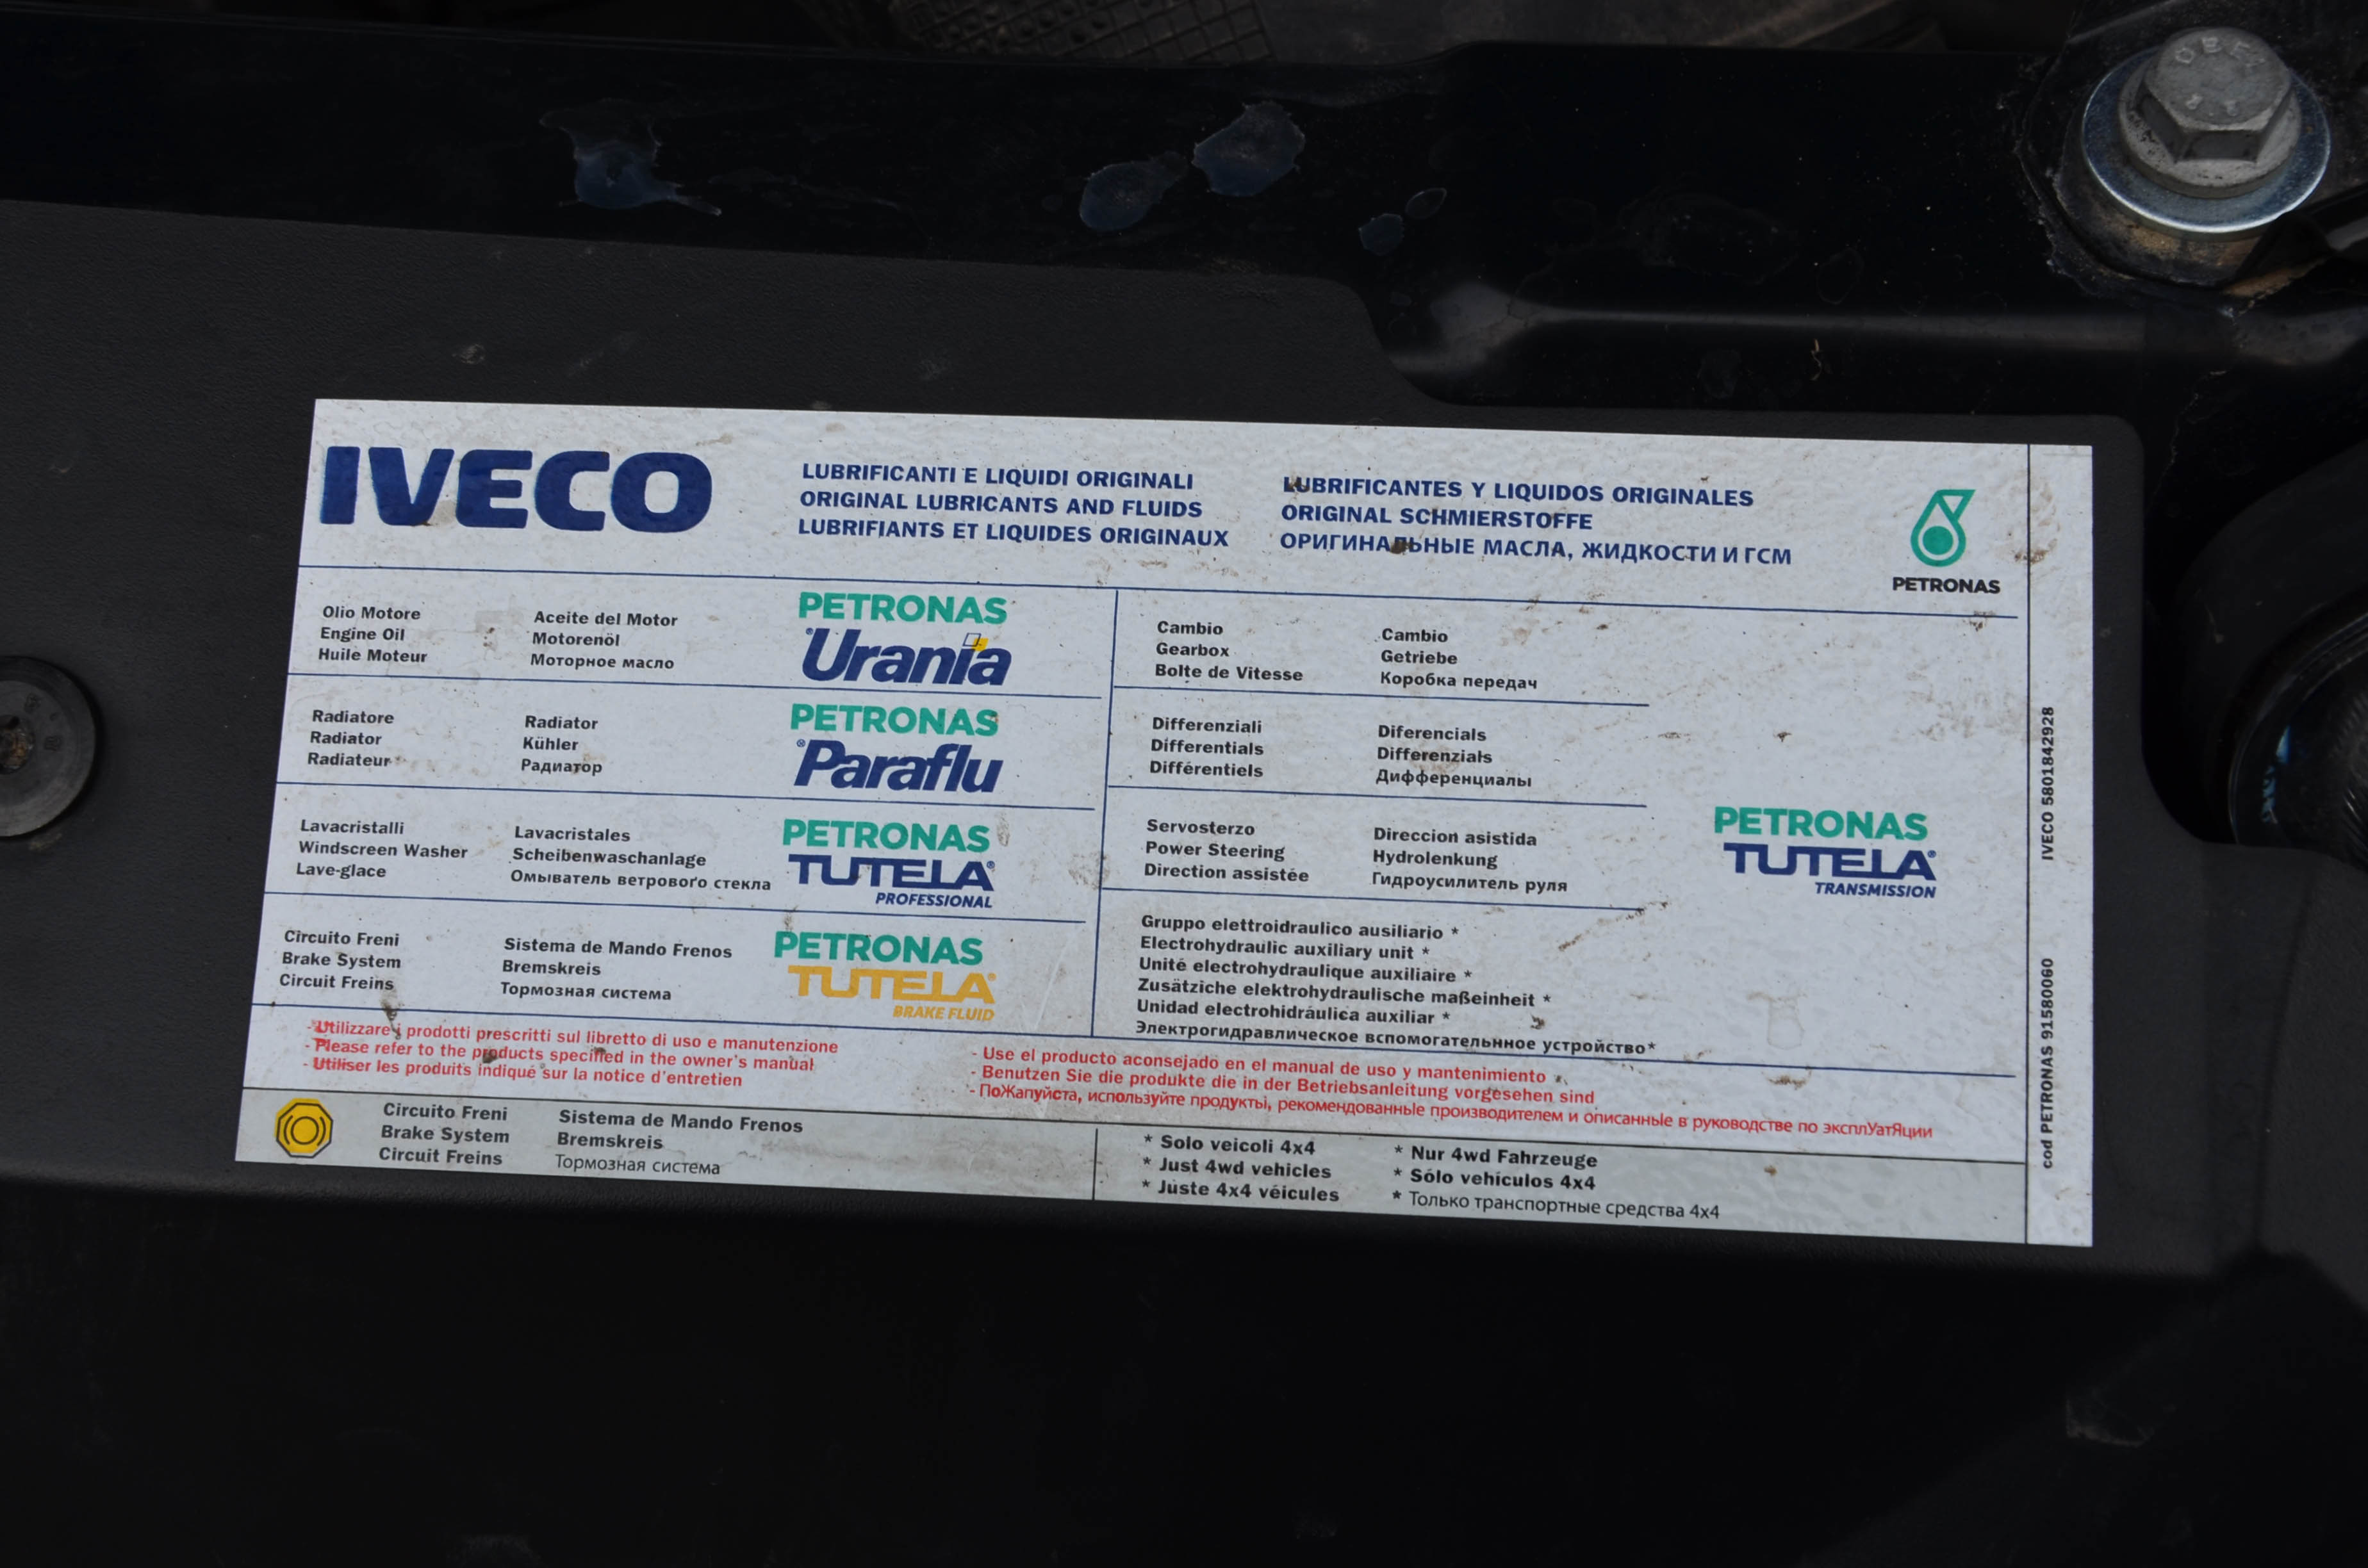 IVECO
LUBRIFICANTI E LIQUIDI ORIGINALI
ORIGINAL LUBRICANTS AND FLUIDS
LUBRIFIANTS ET LIQUIDES ORIGINAUX
LUBRIFICANTES Y LIQUIDOS ORIGINALES
ORIGINAL SCHMIERSTOFFE
ОРИГИНАЛЬНЫЕ МАСЛА, ЖИДКОСТИ И ГСМ
PETRONAS
Olio Motore
Engine Oil
Huile Moteur
Aceite del Motor
Motorenöl
Моторное масло
PETRONAS
Urania
Radiatore
Radiator
Radiateur
Radiator
Kühler
Радиатор
PETRONAS
®Paraflu
Lavacristalli
Windscreen Washer
Lave-glace
Lavacristales
Scheibenwaschanlage
Омыватель ветрового стекла
PETRONAS
TUTELA®
PROFESSIONAL
Circuito Freni
Brake System
Circuit Freins
Sistema de Mando Frenos
Bremskreis
Тормозная система
PETRONAS
TUTELA®
BRAKE FLUID
Cambio
Gearbox
Boîte de Vitesse
Cambio
Getriebe
Коробка передач
Differenziali
Differentials
Différentiels
Diferencials
Differenzials
Дифференциалы
Servosterzo
Power Steering
Direction assistée
Direccion asistida
Hydrolenkung
Гидроусилитель руля
Gruppo elettroidraulico ausiliario *
Electrohydraulic auxiliary unit *
Unité electrohydraulique auxiliaire *
Zusätziche elektrohydraulische maßeinheit *
Unidad electrohidráulica auxiliar *
Электрогидравлическое вспомогательнное устройство*
PETRONAS
TUTELA®
TRANSMISSION
- Utilizzare i prodotti prescritti sul libretto di uso e manutenzione
- Please refer to the products specified in the owner's manual
- Utiliser les produits indiqué sur la notice d'entretien
- Use el producto aconsejado en el manual de uso y mantenimiento
- Benutzen Sie die produkte die in der Betriebsanleitung vorgesehen sind
- ПоЖапуйста, используйте продукты, рекомендованные производителем и описанные в руководстве по эксплУатЯции
Circuito Freni
Brake System
Circuit Freins
Sistema de Mando Frenos
Bremskreis
Тормозная система
* Solo veicoli 4x4
* Just 4wd vehicles
* Juste 4x4 véicules
* Nur 4wd Fahrzeuge
* Sólo vehículos 4x4
* Только транспортные средства 4x4
cod PETRONAS 91580060
IVECO 5801842928